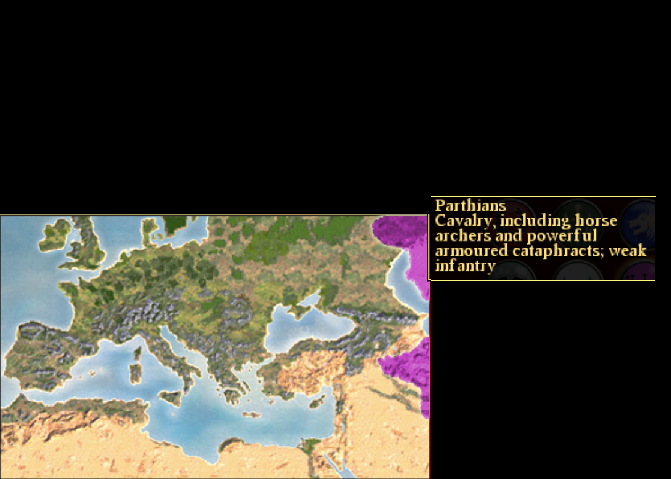 Parthians
Cavalry, including horse
archers and powerful
armoured cataphracts; weak
infantry